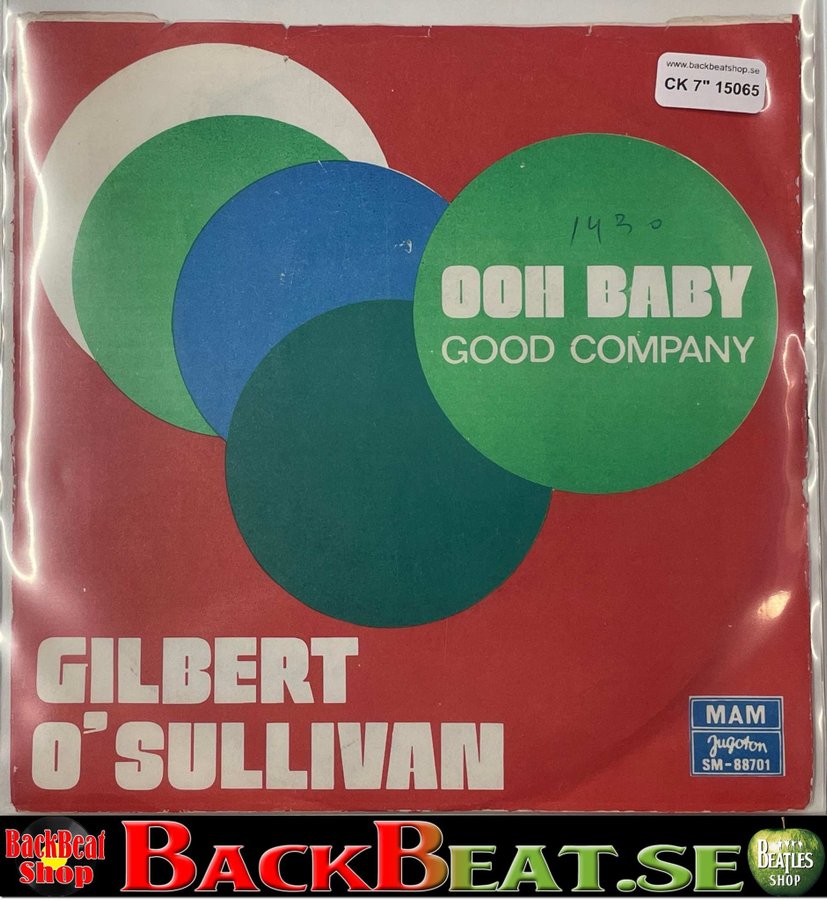 www.backbeatshop.se
CK 7" 15065
1430
OOH BABY
GOOD COMPANY
GILBERT
O'SULLIVAN
MAM
Jugoton
SM-88701
BackBeat
Shop
BACKBEAT.SE
BEATLES
SHOP